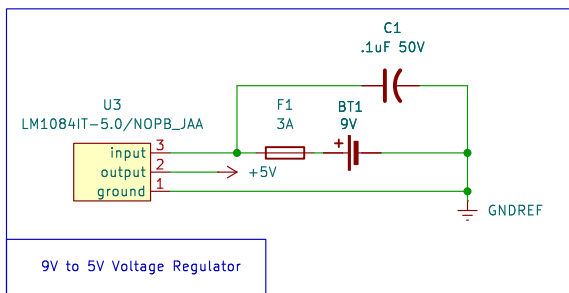 C1
.1uF 50V
U3
LM1084IT-5.0/NOPB_JAA
F1
3A
BT1
9V
+
input 3
output 2
+5V
ground 1
GNDREF
9V to 5V Voltage Regulator